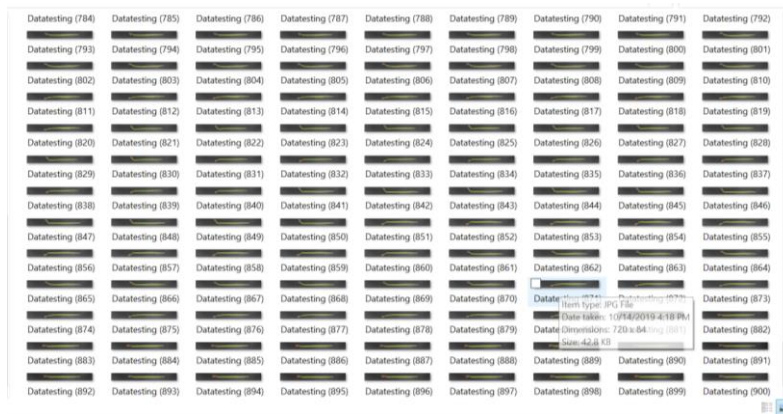 Datatesting (784) Datatesting (785) Datatesting (786) Datatesting (787) Datatesting (788) Datatesting (789) Datatesting (790) Datatesting (791) Datatesting (792)
Datatesting (793) Datatesting (794) Datatesting (795) Datatesting (796) Datatesting (797) Datatesting (798) Datatesting (799) Datatesting (800) Datatesting (801)
Datatesting (802) Datatesting (803) Datatesting (804) Datatesting (805) Datatesting (806) Datatesting (807) Datatesting (808) Datatesting (809) Datatesting (810)
Datatesting (811) Datatesting (812) Datatesting (813) Datatesting (814) Datatesting (815) Datatesting (816) Datatesting (817) Datatesting (818) Datatesting (819)
Datatesting (820) Datatesting (821) Datatesting (822) Datatesting (823) Datatesting (824) Datatesting (825) Datatesting (826) Datatesting (827) Datatesting (828)
Datatesting (829) Datatesting (830) Datatesting (831) Datatesting (832) Datatesting (833) Datatesting (834) Datatesting (835) Datatesting (836) Datatesting (837)
Datatesting (838) Datatesting (839) Datatesting (840) Datatesting (841) Datatesting (842) Datatesting (843) Datatesting (844) Datatesting (845) Datatesting (846)
Datatesting (847) Datatesting (848) Datatesting (849) Datatesting (850) Datatesting (851) Datatesting (852) Datatesting (853) Datatesting (854) Datatesting (855)
Datatesting (856) Datatesting (857) Datatesting (858) Datatesting (859) Datatesting (860) Datatesting (861) Datatesting (862) Datatesting (863) Datatesting (864)
Datatesting (865) Datatesting (866) Datatesting (867) Datatesting (868) Datatesting (869) Datatesting (870) Datatesting (873)
Item type: JPG File
Date taken: 10/14/2019 4:18 PM
Datatesting (874) Datatesting (875) Datatesting (876) Datatesting (877) Datatesting (878) Datatesting (879) Datatesting (882)
Dimensions: 720 x 84
Size: 42.8 KB
Datatesting (883) Datatesting (884) Datatesting (885) Datatesting (886) Datatesting (887) Datatesting (888) Datatesting (889) Datatesting (890) Datatesting (891)
Datatesting (892) Datatesting (893) Datatesting (894) Datatesting (895) Datatesting (896) Datatesting (897) Datatesting (898) Datatesting (899) Datatesting (900)